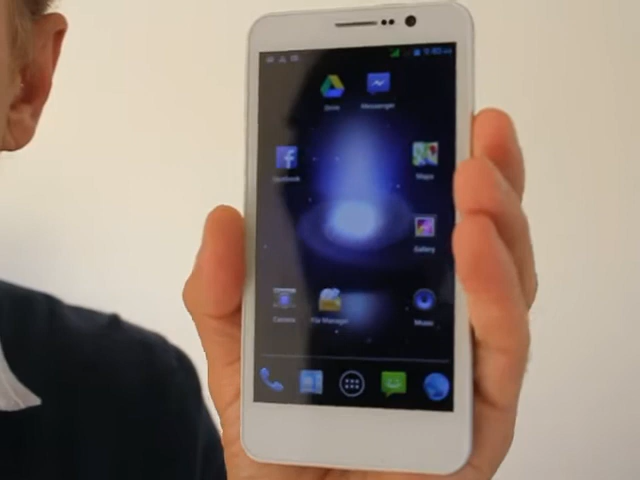 Drive
Messenger
Facebook
Maps
Gallery
Camera
File Manager
Music